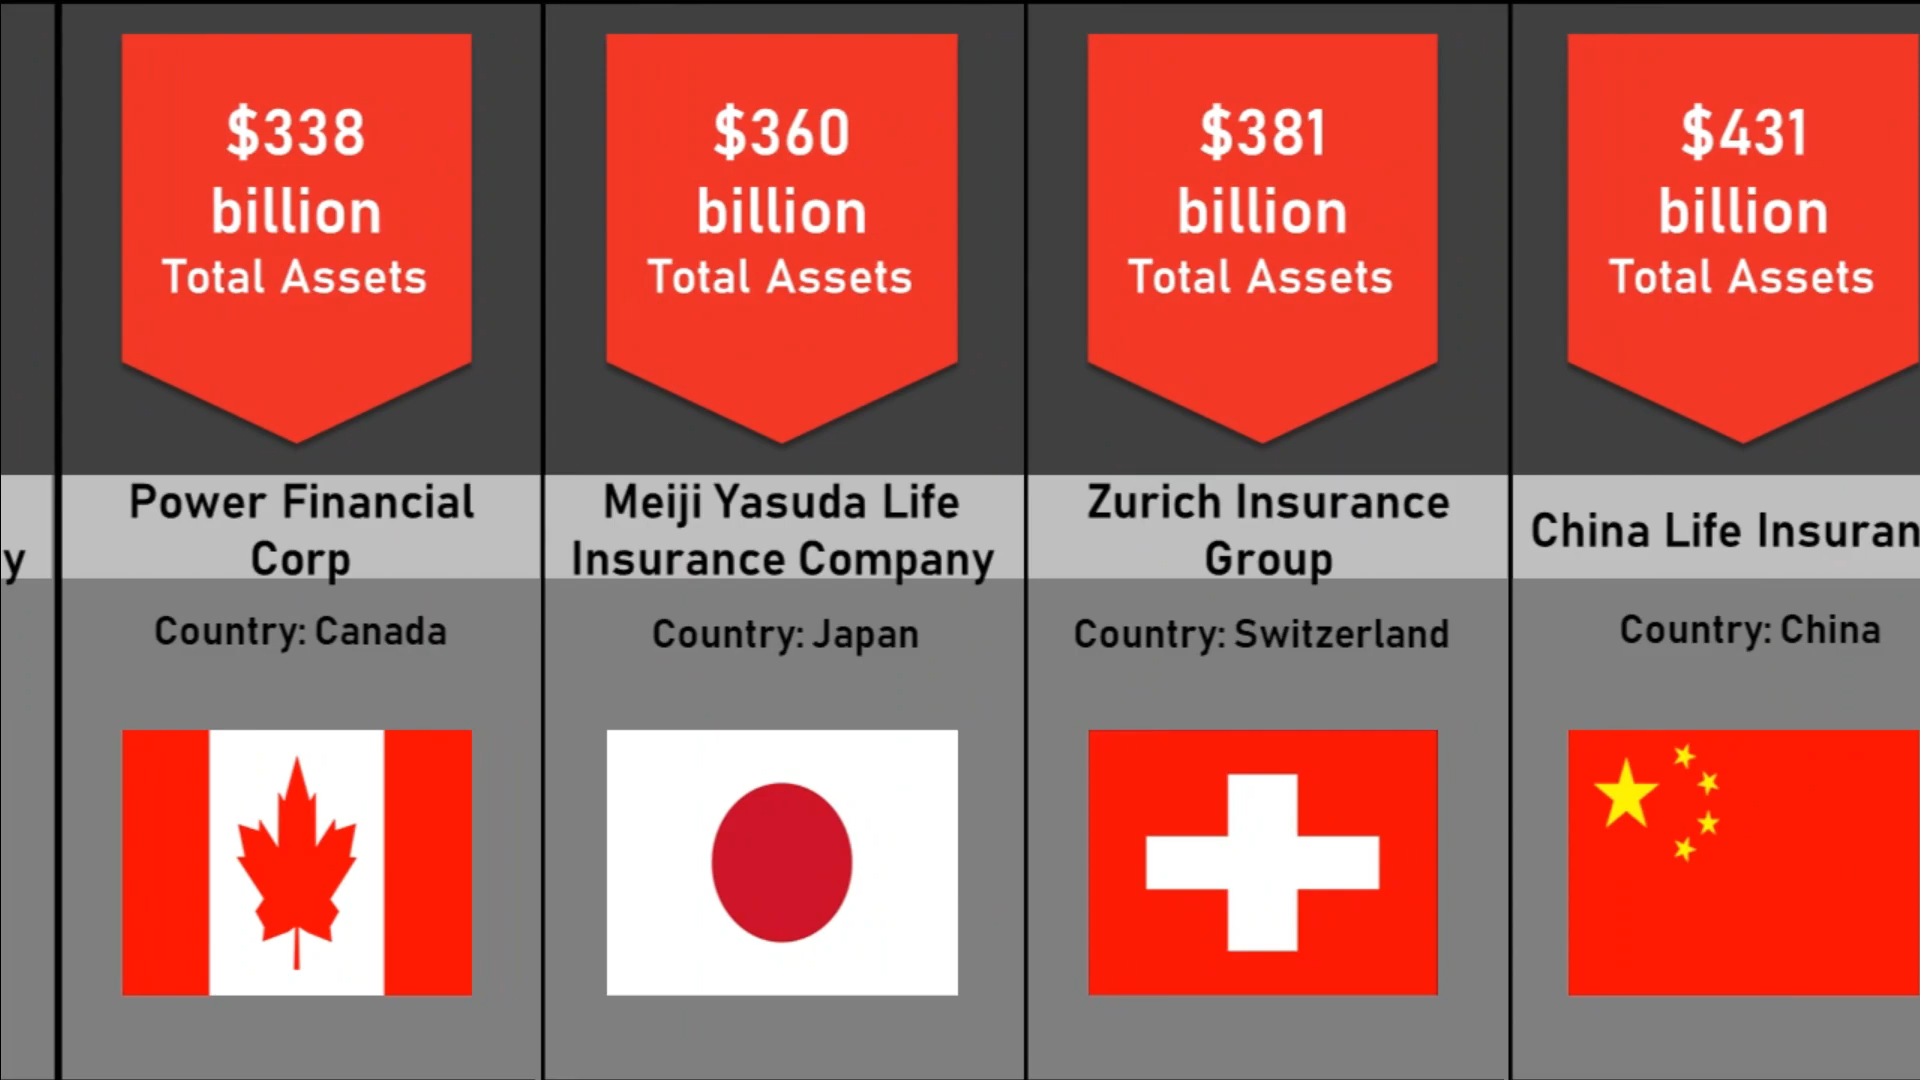 $338
billion
Total Assets
Power Financial
Corp
Country: Canada
$360
billion
Total Assets
Meiji Yasuda Life
Insurance Company
Country: Japan
$381
billion
Total Assets
Zurich Insurance
Group
Country: Switzerland
$431
billion
Total Assets
China Life Insuran
Country: China
y